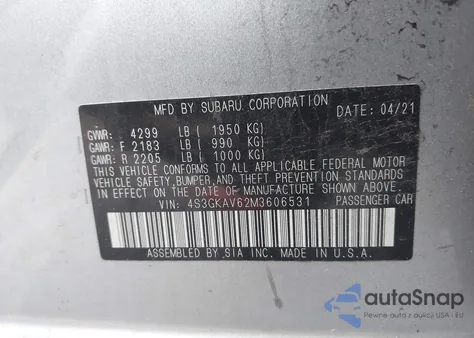 MFD BY SUBARU CORPORATION DATE: 04/21
GVWR: 4299 LB ( 1950 KG)
GAWR: F 2183 LB ( 990 KG)
GAWR: R 2205 LB ( 1000 KG)
THIS VEHICLE CONFORMS TO ALL APPLICABLE FEDERAL MOTOR
VEHICLE SAFETY, BUMPER, AND THEFT PREVENTION STANDARDS
IN EFFECT ON THE DATE OF MANUFACTURE SHOWN ABOVE.
VIN: 4S3GKAV62M3606531 PASSENGER CAR
ASSEMBLED BY SIA INC. MADE IN U.S.A.
autoSnap
Pewne auta z aukcji USA i EU